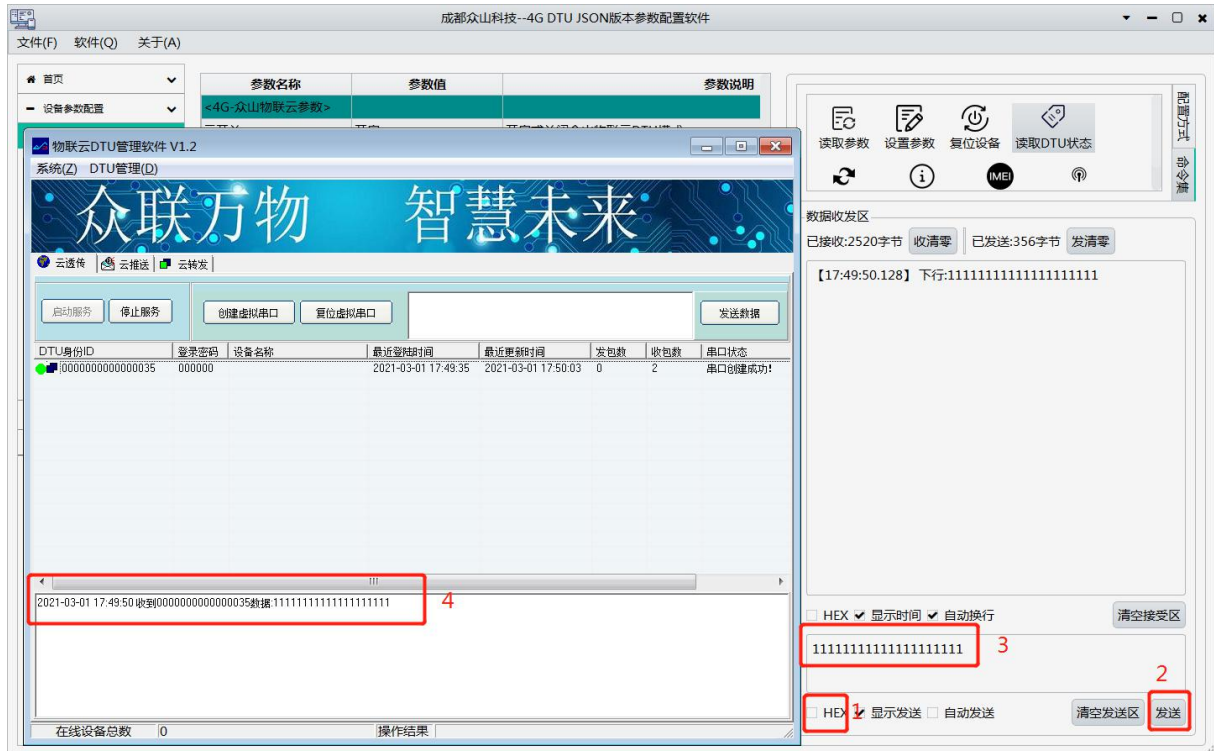 成都众山科技--4G DTU JSON版本参数配置软件
文件(F) 软件(Q) 关于(A)
首页
设备参数配置
参数名称 参数值 参数说明
<4G-众山物联云参数>
物联云DTU管理软件 V1.2
系统(Z) DTU管理(D)
众联万物 智慧未来
云透传 云推送 云转发
启动服务 停止服务 创建虚拟串口 复位虚拟串口 发送数据
DTU身份ID 登录密码 设备名称 最近登陆时间 最近更新时间 发包数 收包数 串口状态
0000000000000035 000000 2021-03-01 17:49:35 2021-03-01 17:50:03 0 2 串口创建成功!
2021-03-01 17:49:50 收到0000000000000035数据:11111111111111111111
4
在线设备总数 0 操作结果
读取参数 设置参数 复位设备 读取DTU状态
IMEI
配置方式
命令集
数据收发区
已接收:2520字节 收清零 已发送:356字节 发清零
【17:49:50.128】下行:11111111111111111111
HEX 显示时间 自动换行 清空接受区
11111111111111111111
3
2
HEX 1 显示发送 自动发送 清空发送区 发送